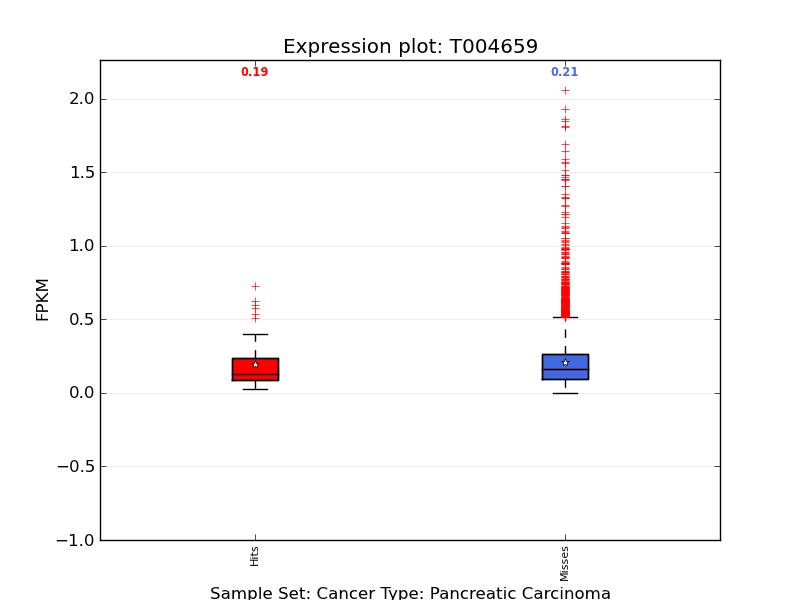 Expression plot: T004659
0.19
0.21
2.0
1.5
1.0
0.5
0.0
−0.5
−1.0
FPKM
Hits
Misses
Sample Set: Cancer Type: Pancreatic Carcinoma